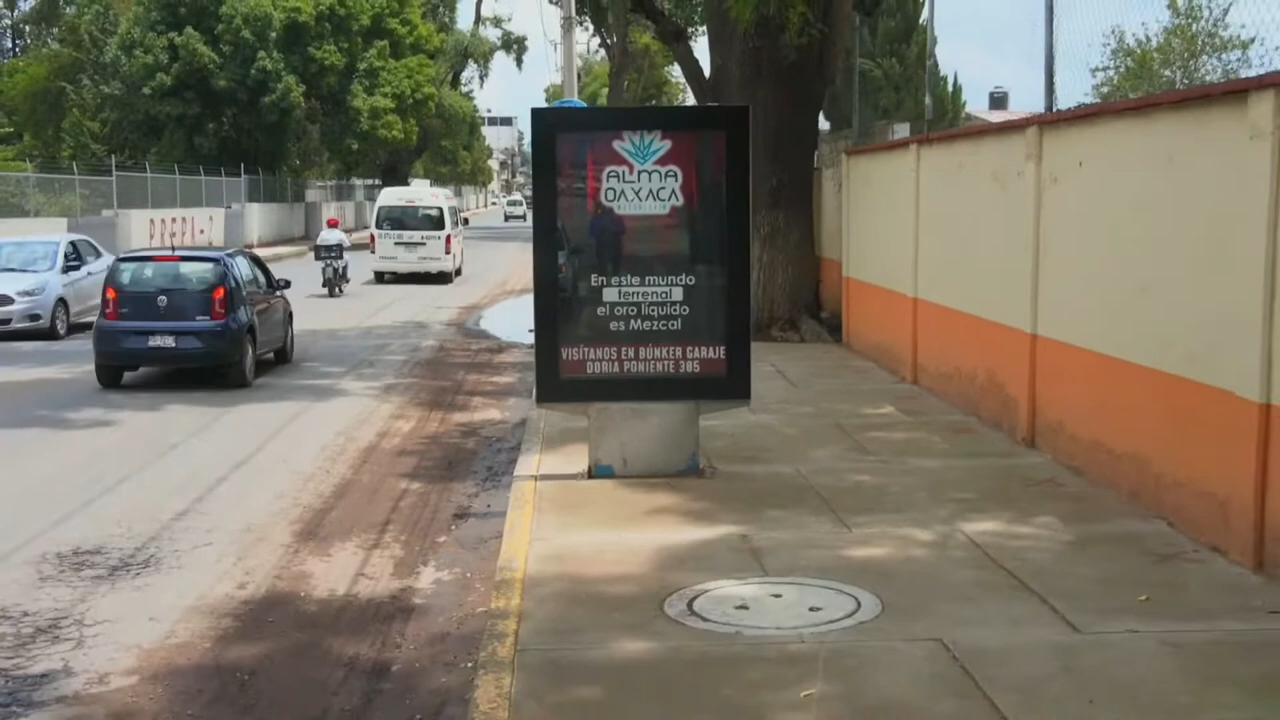 PREPA-2
ALMA
OAXACA
En este mundo
terrenal
el oro líquido
es Mezcal
VISÍTANOS EN BÚNKER GARAJE
DORIA PONIENTE 305